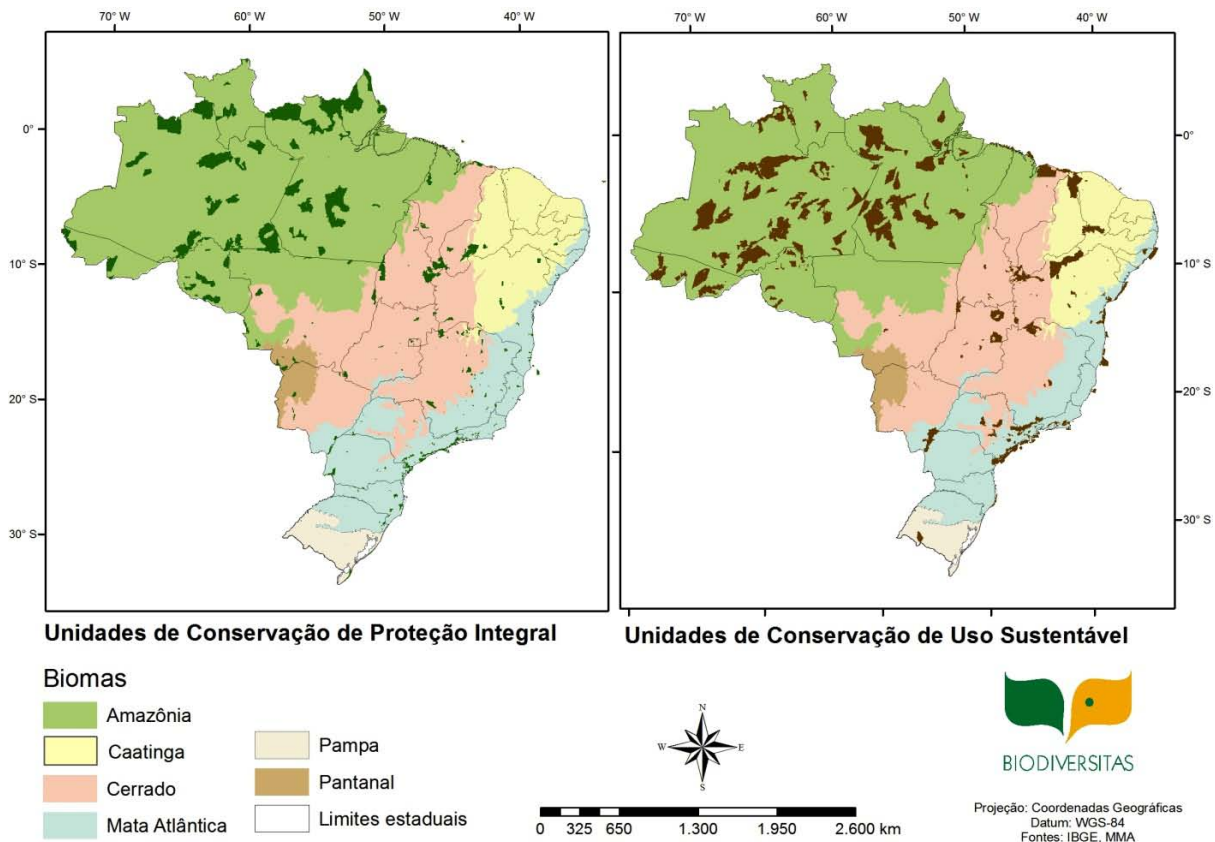 70° W 60° W 50° W 40° W
70° W 60° W 50° W 40° W
0°
10° S
20° S
30° S
0°
10° S
20° S
30° S
Unidades de Conservação de Proteção Integral
Unidades de Conservação de Uso Sustentável
Biomas
Amazônia
Caatinga
Cerrado
Mata Atlântica
Pampa
Pantanal
Limites estaduais
N
W E
S
0 325 650 1.300 1.950 2.600 km
BIODIVERSITAS
Projeção: Coordenadas Geográficas
Datum: WGS-84
Fontes: IBGE, MMA